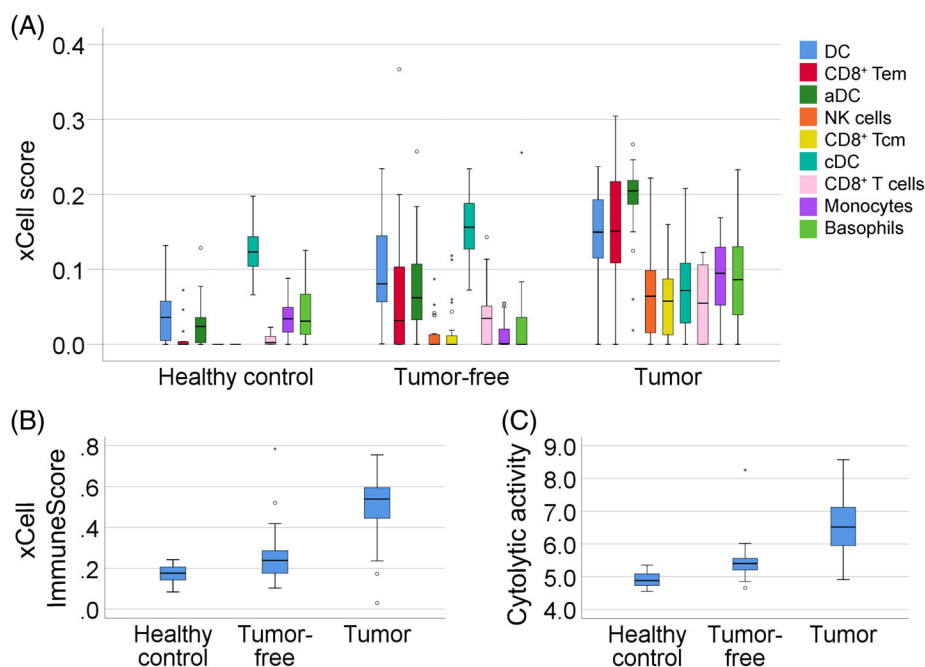 (A)
xCell score
0.4
0.3
0.2
0.1
0.0
Healthy control
Tumor-free
Tumor
DC
CD8⁺ Tem
aDC
NK cells
CD8⁺ Tcm
cDC
CD8⁺ T cells
Monocytes
Basophils
(B)
xCell
ImmuneScore
.8
.6
.4
.2
.0
Healthy
control
Tumor-
free
Tumor
(C)
Cytolytic activity
9.0
8.0
7.0
6.0
5.0
4.0
Healthy
control
Tumor-
free
Tumor